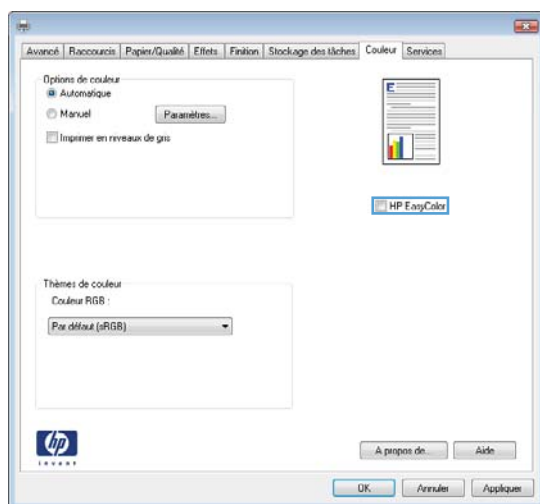 Avancé Raccourcis Papier/Qualité Effets Finition Stockage des tâches Couleur Services
Options de couleur
Automatique
Manuel Paramètres...
Imprimer en niveaux de gris
E
HP EasyColor
Thèmes de couleur
Couleur RGB :
Par défaut (sRGB)
hp
invent
A propos de... Aide
OK Annuler Appliquer